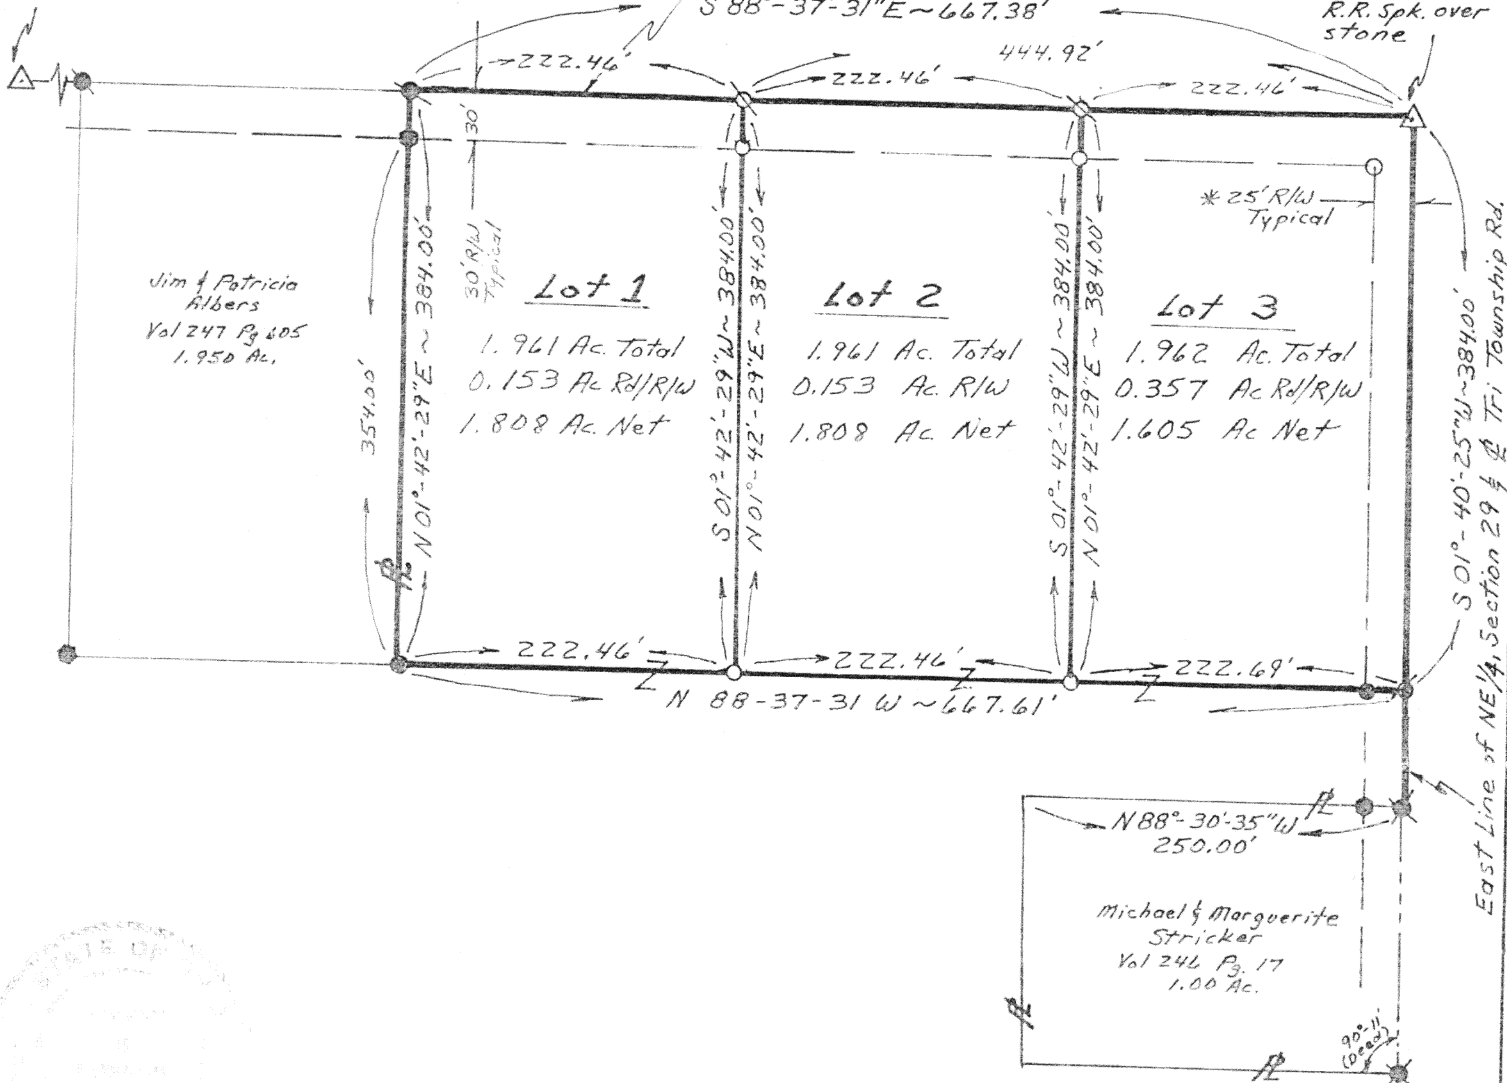 S 88°-37'-31"E ~ 667.38'
R.R. Spk. over
stone
222.46'
444.92'
222.46'
222.46'
30'
* 25' R/W
Typical
30' R/W
Typical
Jim & Patricia
Albers
Vol 247 Pg 605
1.950 Ac.
354.00'
N 01°-42'-29"E ~ 384.00'
Lot 1
1.961 Ac. Total
0.153 Ac Rd/R/W
1.808 Ac. Net
S 01°-42'-29"W ~ 384.00'
N 01°-42'-29"E ~ 384.00'
Lot 2
1.961 Ac. Total
0.153 Ac. R/W
1.808 Ac. Net
S 01°-42'-29"W ~ 384.00'
N 01°-42'-29"E ~ 384.00'
Lot 3
1.962 Ac. Total
0.357 Ac Rd/R/W
1.605 Ac Net
S 01°-40'-25"W ~ 384.00'
East Line of NE 1/4, Section 29 & ℄ Tri Township Rd.
℄
222.46'
222.46'
222.69'
N 88-37-31 W ~ 667.61'
N 88°-30'-35"W
250.00'
Michael & Marguerite
Stricker
Vol 246 Pg. 17
1.00 Ac.
90°-11'
(Deed)
STATE OF